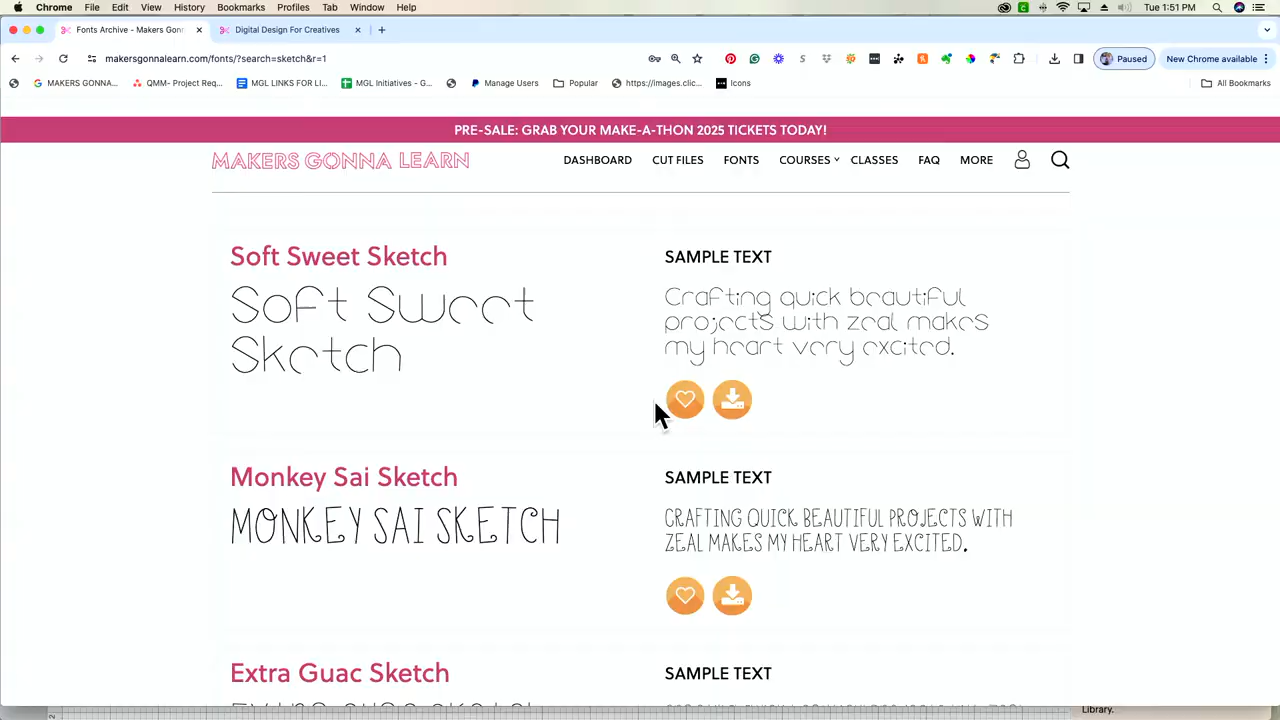 Chrome File Edit View History Bookmarks Profiles Tab Window Help Tue 1:51 PM
Fonts Archive - Makers Gonn Digital Design For Creatives
makersgonnalearn.com/fonts/?search=sketch&r=1 Paused New Chrome available
MAKERS GONNA... QMM- Project Req... MGL LINKS FOR LI... MGL Initiatives - G... Manage Users Popular https://images.clic... Icons All Bookmarks
PRE-SALE: GRAB YOUR MAKE-A-THON 2025 TICKETS TODAY!
MAKERS GONNA LEARN DASHBOARD CUT FILES FONTS COURSES CLASSES FAQ MORE
Soft Sweet Sketch
Soft Sweet
Sketch
SAMPLE TEXT
Crafting quick beautiful
projects with zeal makes
my heart very excited.
Monkey Sai Sketch
MONKEY SAI SKETCH
SAMPLE TEXT
CRAFTING QUICK BEAUTIFUL PROJECTS WITH
ZEAL MAKES MY HEART VERY EXCITED.
Extra Guac Sketch
SAMPLE TEXT
Library.